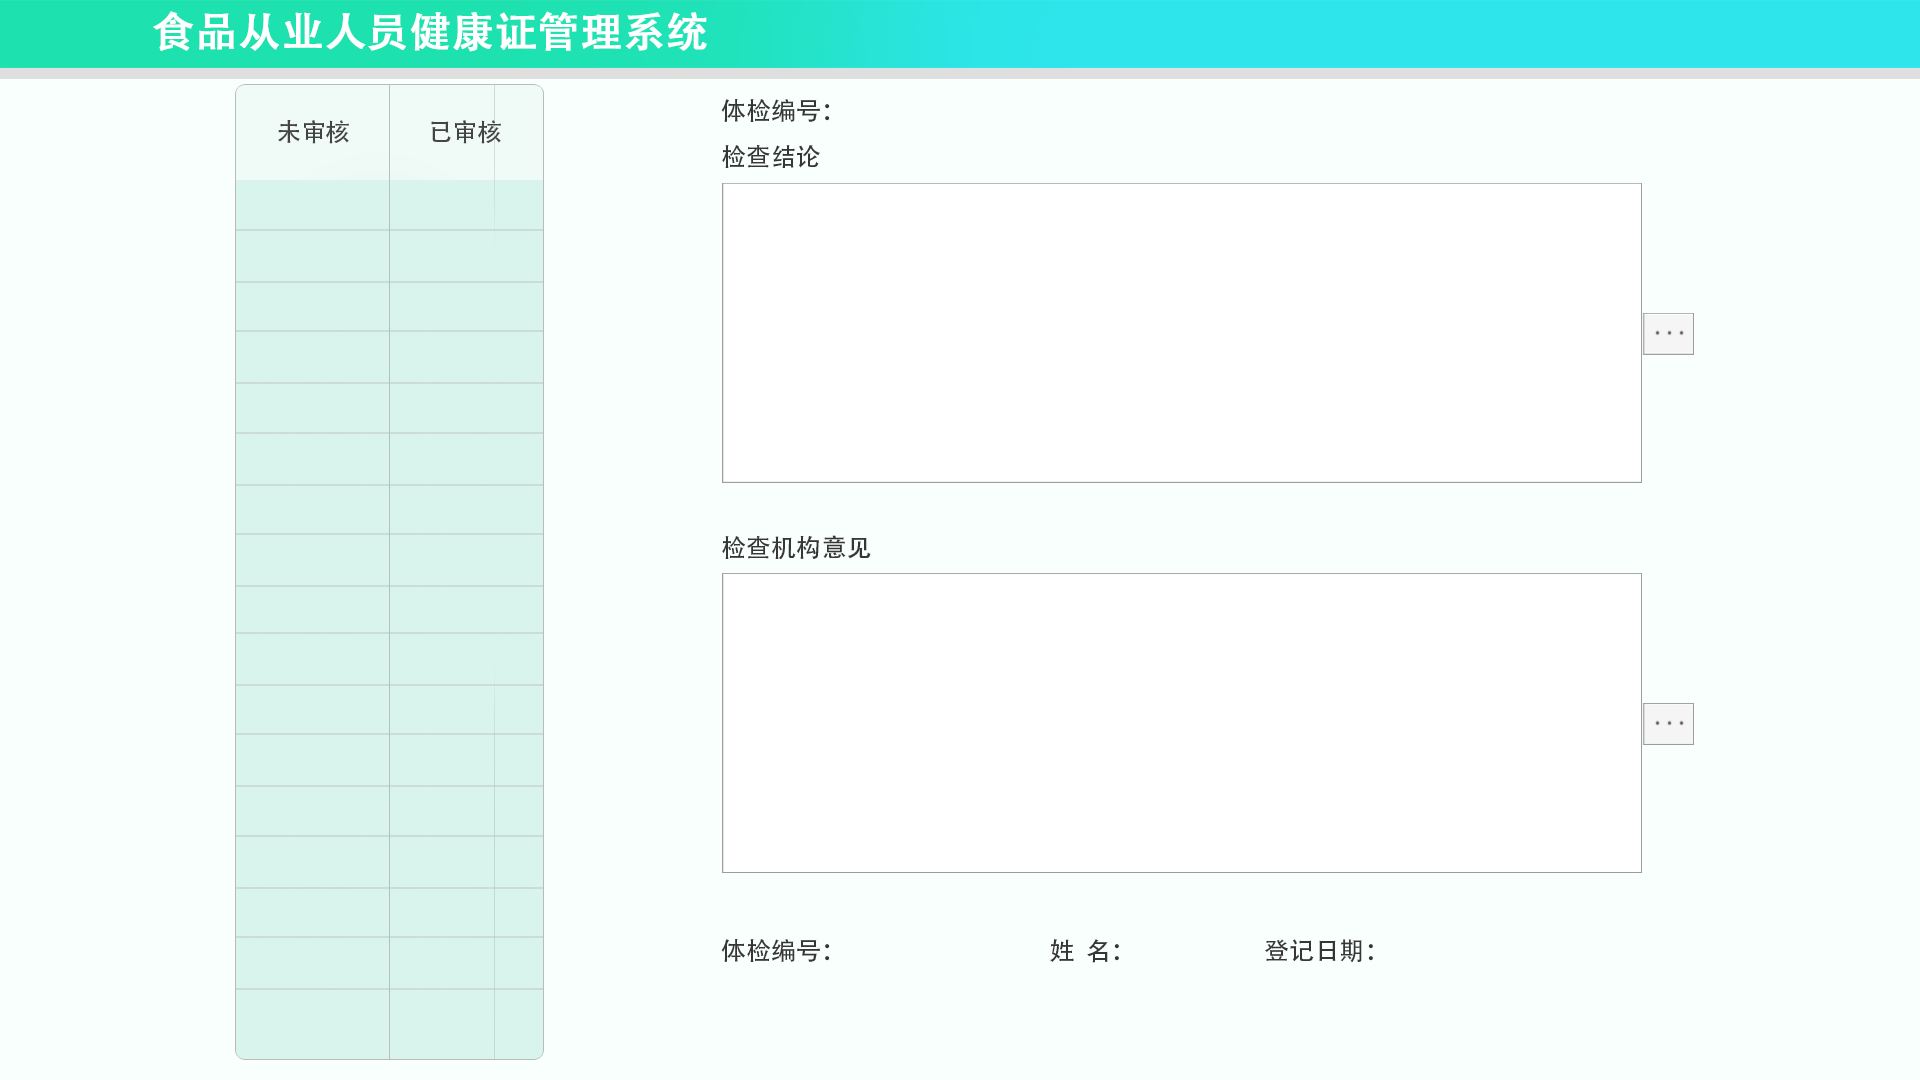 食品从业人员健康证管理系统
未审核 已审核
体检编号：
检查结论
···
检查机构意见
···
体检编号： 姓 名： 登记日期：